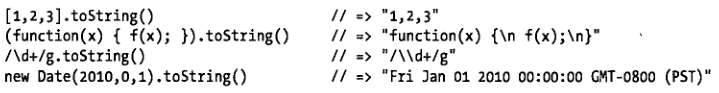 [1,2,3].toString() // => "1,2,3"
(function(x) { f(x); }).toString() // => "function(x) {\n f(x);\n}"
/\d+/g.toString() // => "/\\d+/g"
new Date(2010,0,1).toString() // => "Fri Jan 01 2010 00:00:00 GMT-0800 (PST)"